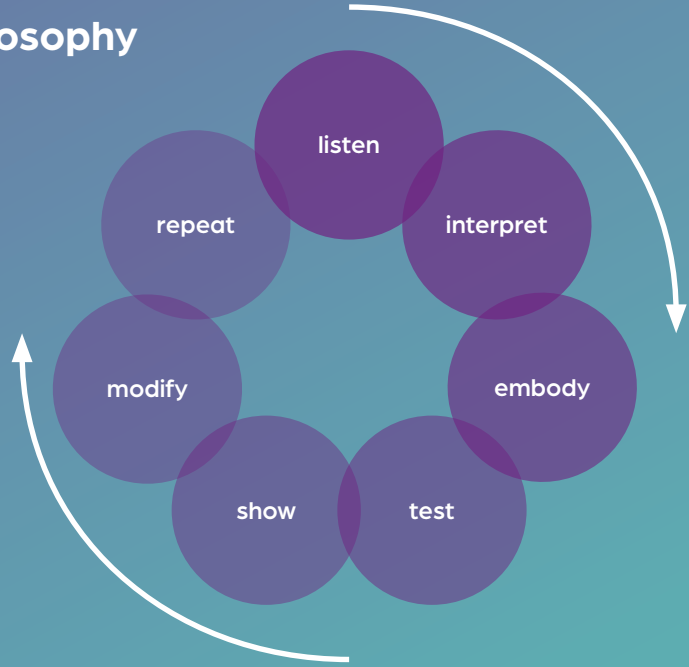 osophy
listen
interpret
embody
test
show
modify
repeat